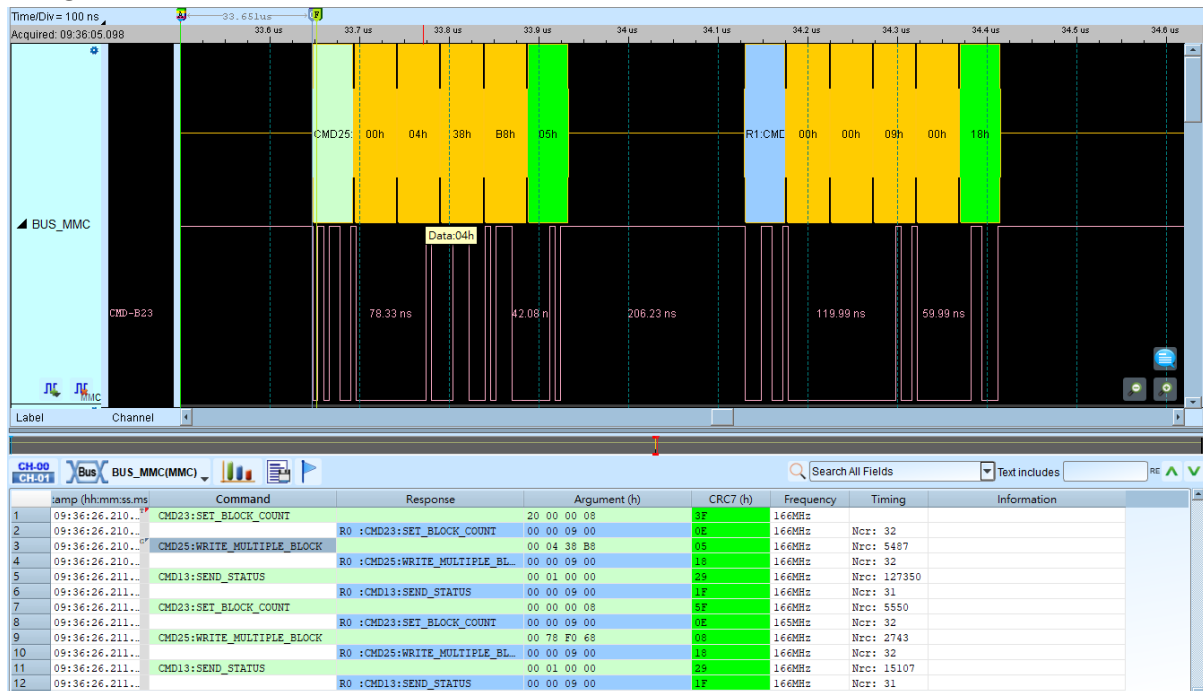 Time/Div = 100 ns 33.651us
Acquired: 09:36:05.098 33.6 us 33.7 us 33.8 us 33.9 us 34 us 34.1 us 34.2 us 34.3 us 34.4 us 34.5 us 34.6 us
CMD25: 00h 04h 38h B8h 05h R1:CMD 00h 00h 09h 00h 18h
BUS_MMC
Data:04h
CMD-B23 78.33 ns 42.08 n 206.23 ns 119.99 ns 59.99 ns
MMC
Label Channel
CH-00
CH-01
Bus BUS_MMC(MMC) Search All Fields Text includes RE
:amp (hh:mm:ss.ms Command Response Argument (h) CRC7 (h) Frequency Timing Information
1 09:36:26.210... CMD23:SET_BLOCK_COUNT 20 00 00 08 3F 166MHz
2 09:36:26.210... R0 :CMD23:SET_BLOCK_COUNT 00 00 09 00 0E 166MHz Ncr: 32
3 09:36:26.210... CMD25:WRITE_MULTIPLE_BLOCK 00 04 38 B8 05 166MHz Nrc: 5487
4 09:36:26.210... R0 :CMD25:WRITE_MULTIPLE_BL... 00 00 09 00 18 166MHz Ncr: 32
5 09:36:26.211... CMD13:SEND_STATUS 00 01 00 00 29 166MHz Nrc: 127350
6 09:36:26.211... R0 :CMD13:SEND_STATUS 00 00 09 00 1F 166MHz Ncr: 31
7 09:36:26.211... CMD23:SET_BLOCK_COUNT 00 00 00 08 5F 166MHz Nrc: 5550
8 09:36:26.211... R0 :CMD23:SET_BLOCK_COUNT 00 00 09 00 0E 165MHz Ncr: 32
9 09:36:26.211... CMD25:WRITE_MULTIPLE_BLOCK 00 78 F0 68 08 166MHz Nrc: 2743
10 09:36:26.211... R0 :CMD25:WRITE_MULTIPLE_BL... 00 00 09 00 18 166MHz Ncr: 32
11 09:36:26.211... CMD13:SEND_STATUS 00 01 00 00 29 166MHz Nrc: 15107
12 09:36:26.211... R0 :CMD13:SEND_STATUS 00 00 09 00 1F 166MHz Ncr: 31